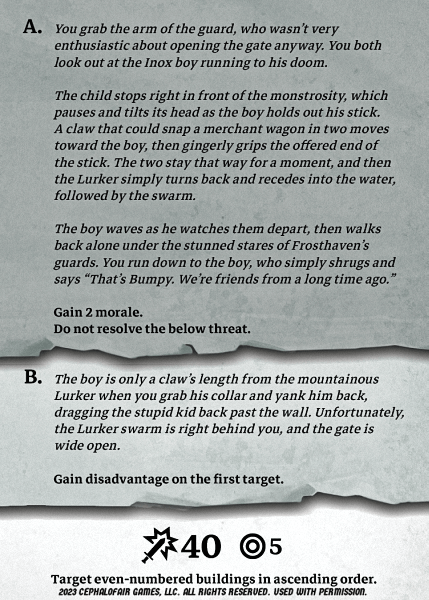 A. You grab the arm of the guard, who wasn't very
enthusiastic about opening the gate anyway. You both
look out at the Inox boy running to his doom.
The child stops right in front of the monstrosity, which
pauses and tilts its head as the boy holds out his stick.
A claw that could snap a merchant wagon in two moves
toward the boy, then gingerly grips the offered end of
the stick. The two stay that way for a moment, and then
the Lurker simply turns back and recedes into the water,
followed by the swarm.
The boy waves as he watches them depart, then walks
back alone under the stunned stares of Frosthaven's
guards. You run down to the boy, who simply shrugs and
says “That's Bumpy. We're friends from a long time ago.”
Gain 2 morale.
Do not resolve the below threat.
B. The boy is only a claw's length from the mountainous
Lurker when you grab his collar and yank him back,
dragging the stupid kid back past the wall. Unfortunately,
the Lurker swarm is right behind you, and the gate is
wide open.
Gain disadvantage on the first target.
40 5
Target even-numbered buildings in ascending order.
2023 CEPHALOFAIR GAMES, LLC. ALL RIGHTS RESERVED. USED WITH PERMISSION.